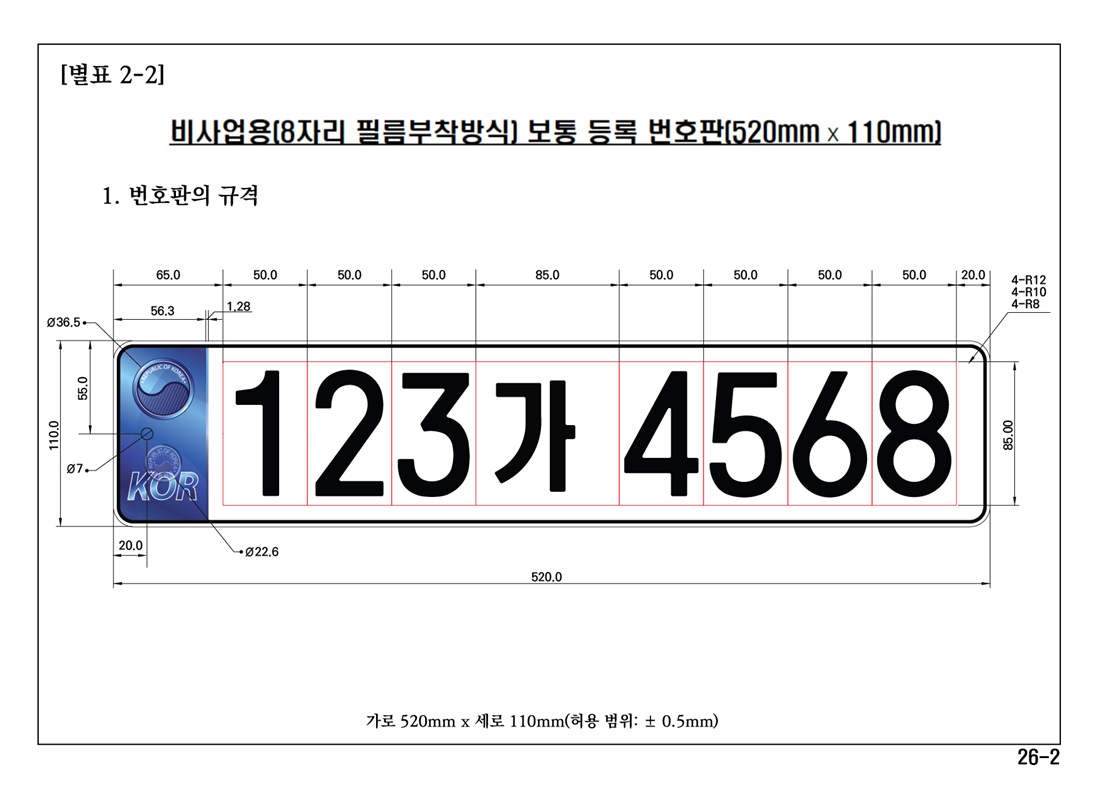 [별표 2-2]
비사업용(8자리 필름부착방식) 보통 등록 번호판(520mm x 110mm)
1. 번호판의 규격
65.0 50.0 50.0 50.0 85.0 50.0 50.0 50.0 50.0 20.0
4-R12
4-R10
4-R8
56.3 1.28
Ø36.5
REPUBLIC OF KOREA
55.0
110.0
Ø7
KOR
123가 4568
85.00
20.0
Ø22.6
520.0
가로 520mm x 세로 110mm(허용 범위: ± 0.5mm)
26-2